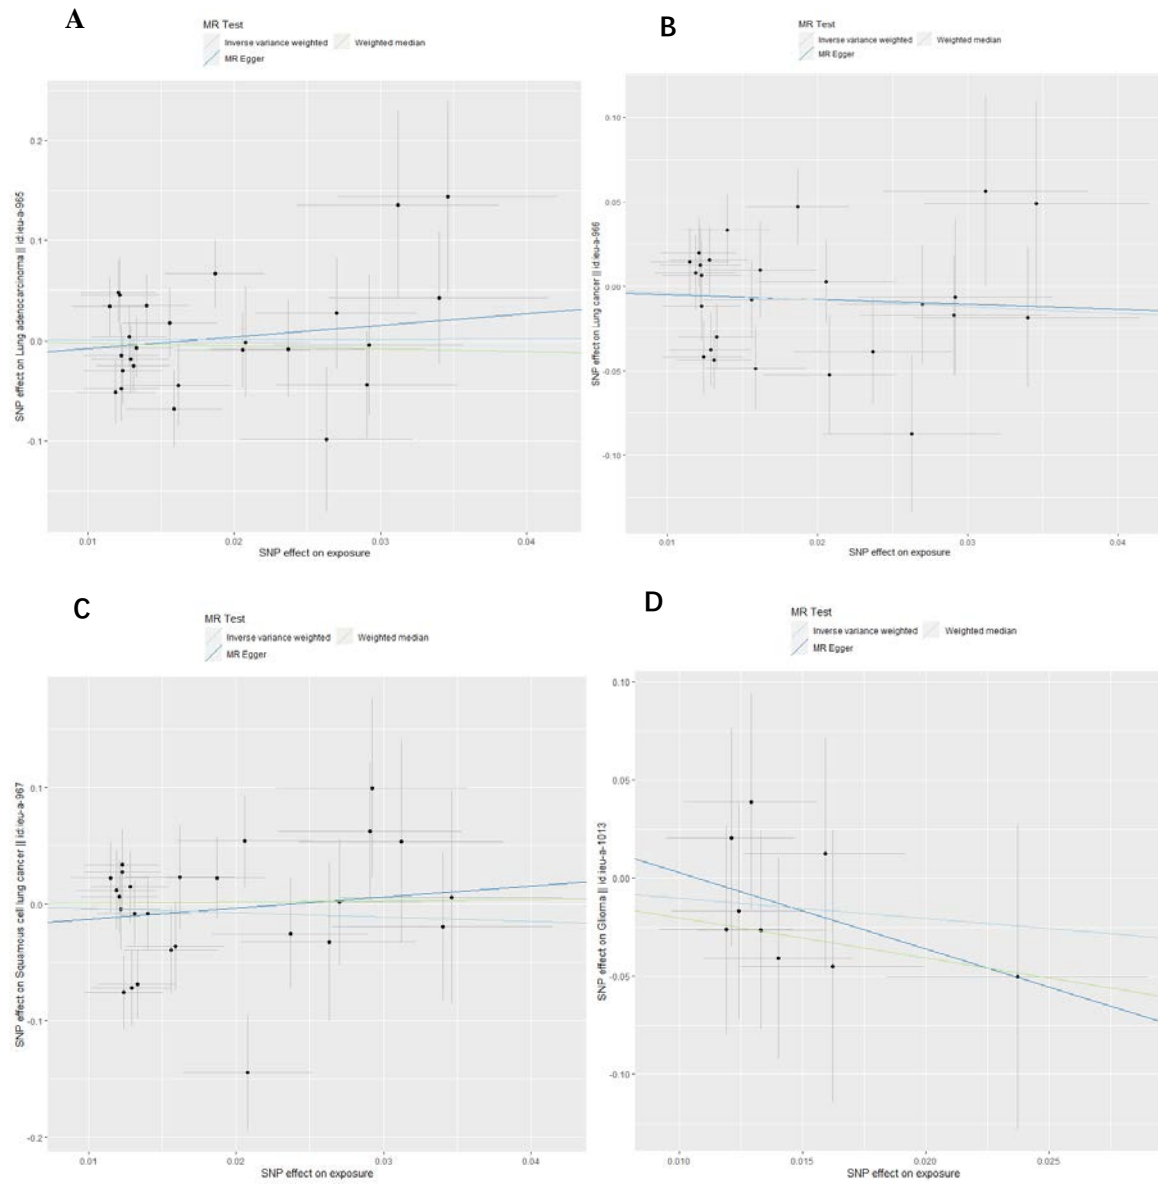 A
MR Test
Inverse variance weighted
Weighted median
MR Egger
SNP effect on Lung adenocarcinoma || id:ieu-a-965
0.2
0.1
0.0
-0.1
0.01
0.02
0.03
0.04
SNP effect on exposure
B
MR Test
Inverse variance weighted
Weighted median
MR Egger
SNP effect on Lung cancer || id:ieu-a-966
0.10
0.05
0.00
-0.05
-0.10
0.01
0.02
0.03
0.04
SNP effect on exposure
C
MR Test
Inverse variance weighted
Weighted median
MR Egger
SNP effect on Squamous cell lung cancer || id:ieu-a-967
0.1
0.0
-0.1
-0.2
0.01
0.02
0.03
0.04
SNP effect on exposure
D
MR Test
Inverse variance weighted
Weighted median
MR Egger
SNP effect on Glioma || id:ieu-a-1013
0.10
0.05
0.00
-0.05
-0.10
0.010
0.015
0.020
0.025
SNP effect on exposure